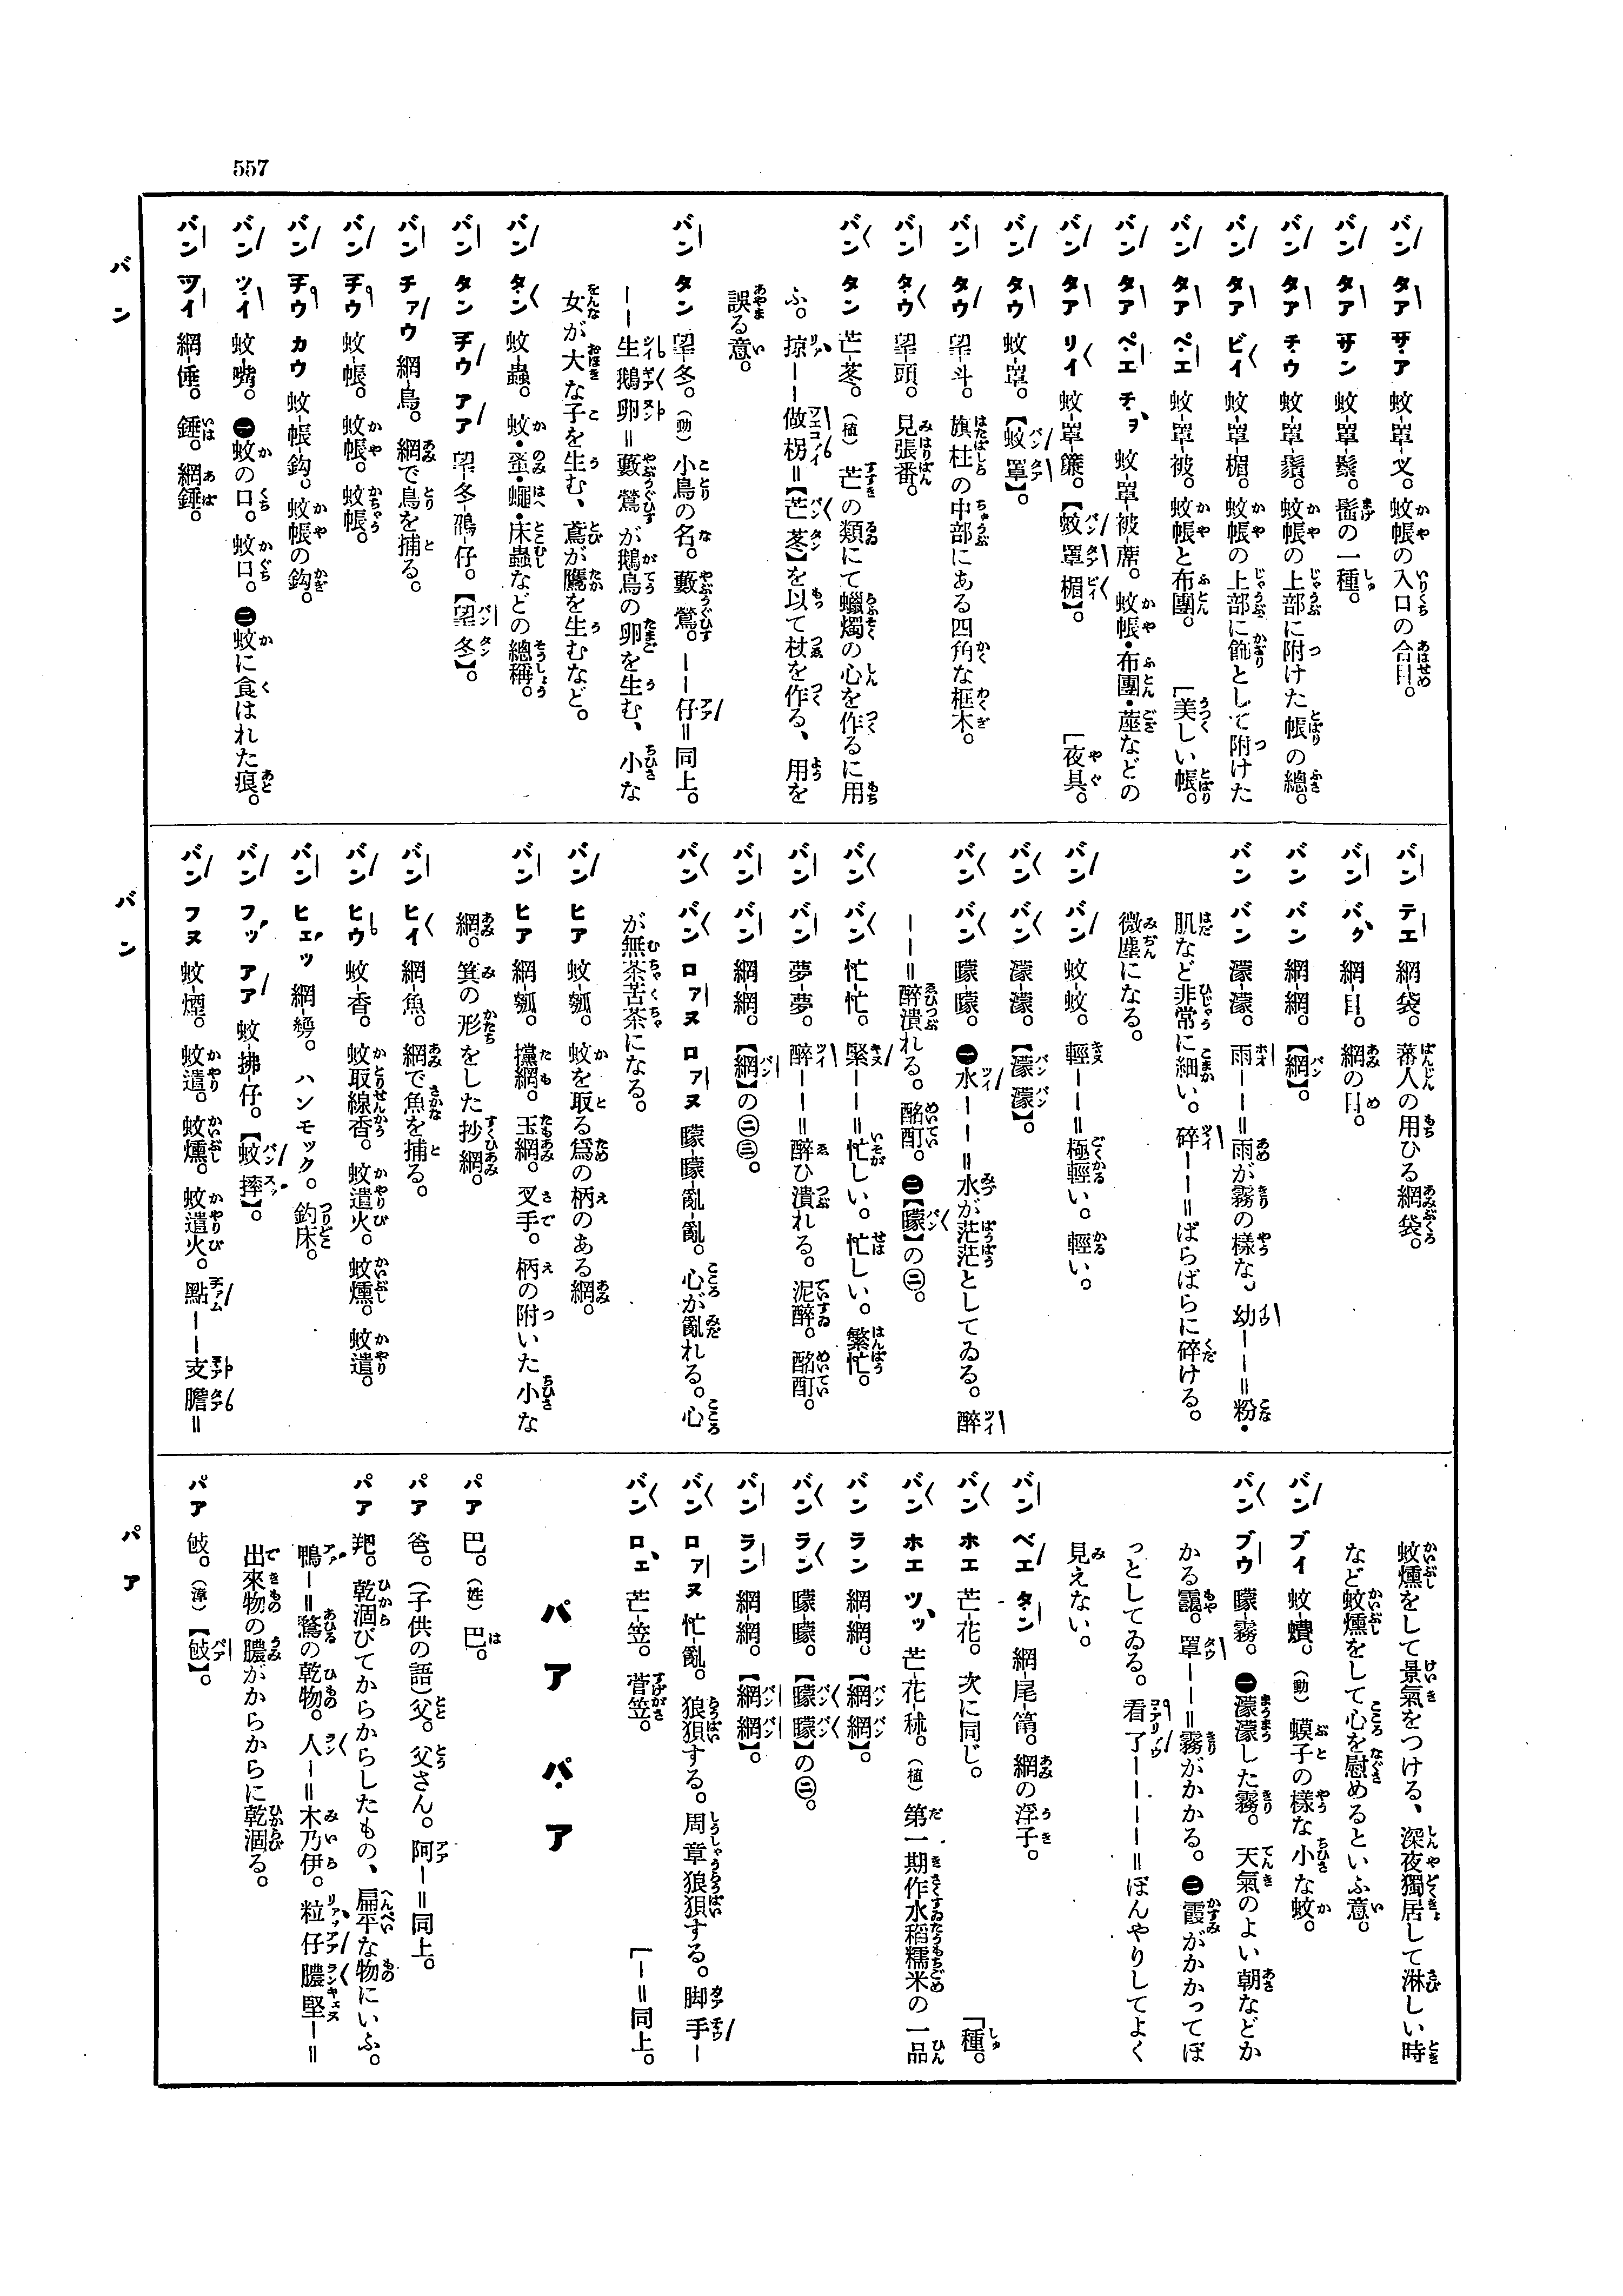 557
バン タア ザア 蚊-罩-文。蚊帳の入口の合目。
バン タア ザン 蚊-罩-鬃。髷の一種。
バン タア チウ 蚊-罩-鬚。蚊帳の上部に附けた帳の總。
バン タア ビイ 蚊-罩-楣。蚊帳の上部に飾として附けた
バン タア ペエ 蚊-罩-被。蚊帳と布團。 [美しい帳。
バン タア ペエ チヲ 蚊-罩-被-蓆。蚊帳・布團・蓙などの
バン タア リイ 蚊-罩-簾。【蚊罩楣】。 [夜具。
バン タウ 蚊-罩。【蚊罩】。
バン タウ 望-斗。旗柱の中部にある四角な框木。
バン タウ 望-頭。見張番。
バン タン 芒-苳。(植)芒の類にて蠟燭の心を作るに用
ふ。掠——做柺=【芒苳】を以て杖を作る、用を
誤る意。
バン タン 望-冬。(動)小鳥の名。藪鶯。——仔=同上。
——生鵝卵=藪鶯が鵝鳥の卵を生む、小な
女が大な子を生む、鳶が鷹を生むなど。
バン タン 蚊-蟲。蚊・蚤・蠅・床蟲などの總稱。
バン タン チウ アア 望-冬-鳥-仔。【望冬】。
バン チァウ 網-鳥。網で鳥を捕る。
バン チウ 蚊-帳。蚊帳。蚊帳。
バン チウ カウ 蚊-帳-鈎。蚊帳の鈎。
バン ツイ 蚊-嘴。㊀蚊の口。蚊口。㊁蚊に食はれた痕。
バン ツイ 網-倕。錘。網錘。
バン
バン テエ 網-袋。蕃人の用ひる網袋。
バン バク 網-目。網の目。
バン バン 網-網。【網】。
バン バン 濛-濛。雨——=雨が霧の樣な。幼——=粉・
肌など非常に細い。碎——=ばらばらに碎ける。
微塵になる。
バン バン 蚊-蚊。輕——=極輕い。輕い。
バン バン 濛-濛。【濛濛】。
バン バン 矇-矇。㊀水——=水が茫茫としてゐる。醉
——=醉潰れる。酩酊。㊁【矇】の㊁。
バン バン 忙-忙。緊——=忙しい。忙しい。繁忙。
バン バン 夢-夢。醉——=醉ひ潰れる。泥醉。酩酊。
バン バン 網-網。【網】の㊁㊂。
バン バン ロァヌ ロァヌ 矇-矇-亂-亂。心が亂れる。心
が無茶苦茶になる。
バン ヒア 蚊-瓠。蚊を取る爲の柄のある網。
バン ヒア 網-瓠。攩網。玉網。叉手。柄の附いた小な
網。箕の形をした抄網。
バン ヒイ 網-魚。網で魚を捕る。
バン ヒウ 蚊-香。蚊取線香。蚊遣火。蚊燻。蚊遣。
バン ヒェッ ハンモック。釣床。
バン フッ アア 蚊-拂-仔。【蚊摔】。
バン フヌ 蚊-煙。蚊遣。蚊燻。蚊遣火。點——支膽=
バン
蚊燻をして景氣をつける、深夜獨居して淋しい時
など蚊燻をして心を慰めるといふ意。
バン ブイ (動)蟆子の樣な小な蚊。
バン ブウ 矇-霧。㊀濛濛した霧。天氣のよい朝などか
かる靄。罩——=霧がかかる。㊁霞がかかってぼ
っとしてゐる。看了————=ぼんやりしてよく
見えない。
バン ベエ タン 網-尾-𥮉。網の浮子。
バン ホエ 芒-花。次に同じ。 [種。
バン ホエ ツッ 芒-花-秫。(植)第一期作水稻糯米の一品
バン ラン 網-網。【網網】。
バン ラン 矇-矇。【矇矇】の㊁。
バン ラン 網-網。【網網】。
バン ロァヌ 忙-亂。狼狽する。周章狼狽する。脚手—
バン ロェ 芒-笠。菅笠。 [—=同上。
パア パ・ア
パア 巴。(姓)巴。
パア 爸。(子供の語)父。父さん。阿—=同上。
パア 乾涸びてからからしたもの、扁平な物にいふ。
鴨—=鶩の乾物。人—=木乃伊。粒仔膿堅—=
出來物の膿がからからに乾涸る。
パア
パア